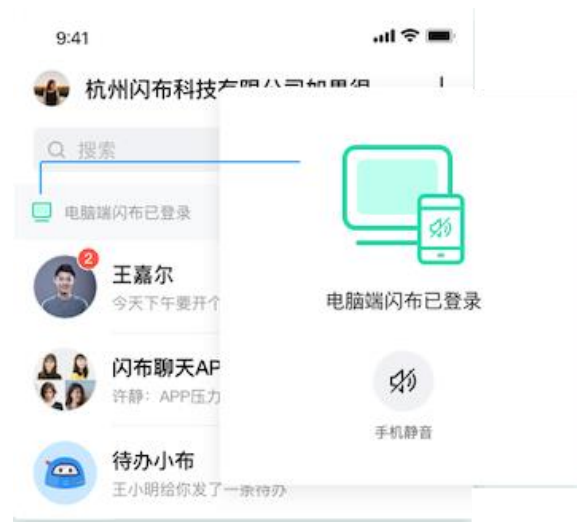 9:41
杭州闪布科技有限公司如果很
搜索
电脑端闪布已登录
2
王嘉尔
今天下午要开个
闪布聊天AP
许静：APP压力
待办小布
王小明给你发了一条待办
电脑端闪布已登录
手机静音